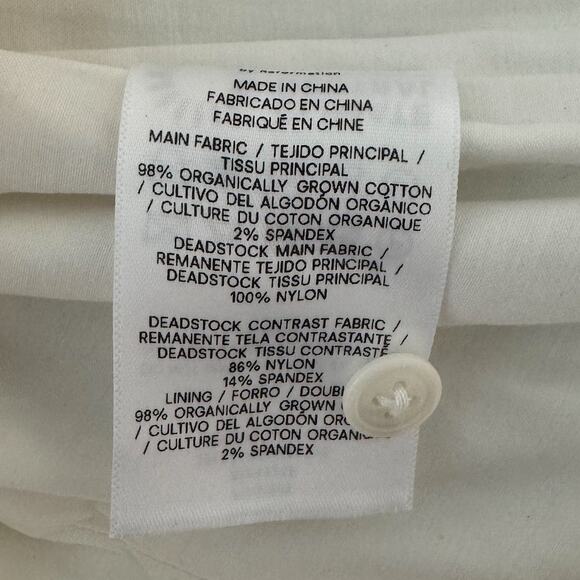 by Reformation
MADE IN CHINA
FABRICADO EN CHINA
FABRIQUÉ EN CHINE
MAIN FABRIC / TEJIDO PRINCIPAL /
TISSU PRINCIPAL
98% ORGANICALLY GROWN COTTON
/ CULTIVO DEL ALGODÓN ORGÁNICO
/ CULTURE DU COTON ORGANIQUE
2% SPANDEX
DEADSTOCK MAIN FABRIC /
REMANENTE TEJIDO PRINCIPAL /
DEADSTOCK TISSU PRINCIPAL
100% NYLON
DEADSTOCK CONTRAST FABRIC /
REMANENTE TELA CONTRASTANTE /
DEADSTOCK TISSU CONTRASTÉ
86% NYLON
14% SPANDEX
LINING / FORRO /
98% ORGANICALLY GROWN
/ CULTIVO DEL ALGODÓN
/ CULTURE DU COTON
2% SPANDEX